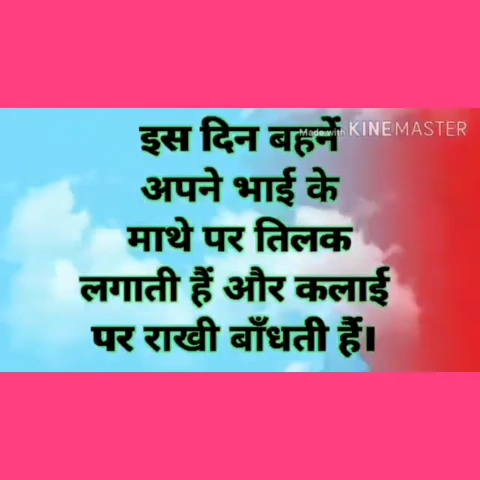 Made with KINEMASTER
इस दिन बहनें
अपने भाई के
माथे पर तिलक
लगाती हैं और कलाई
पर राखी बाँधती हैं।